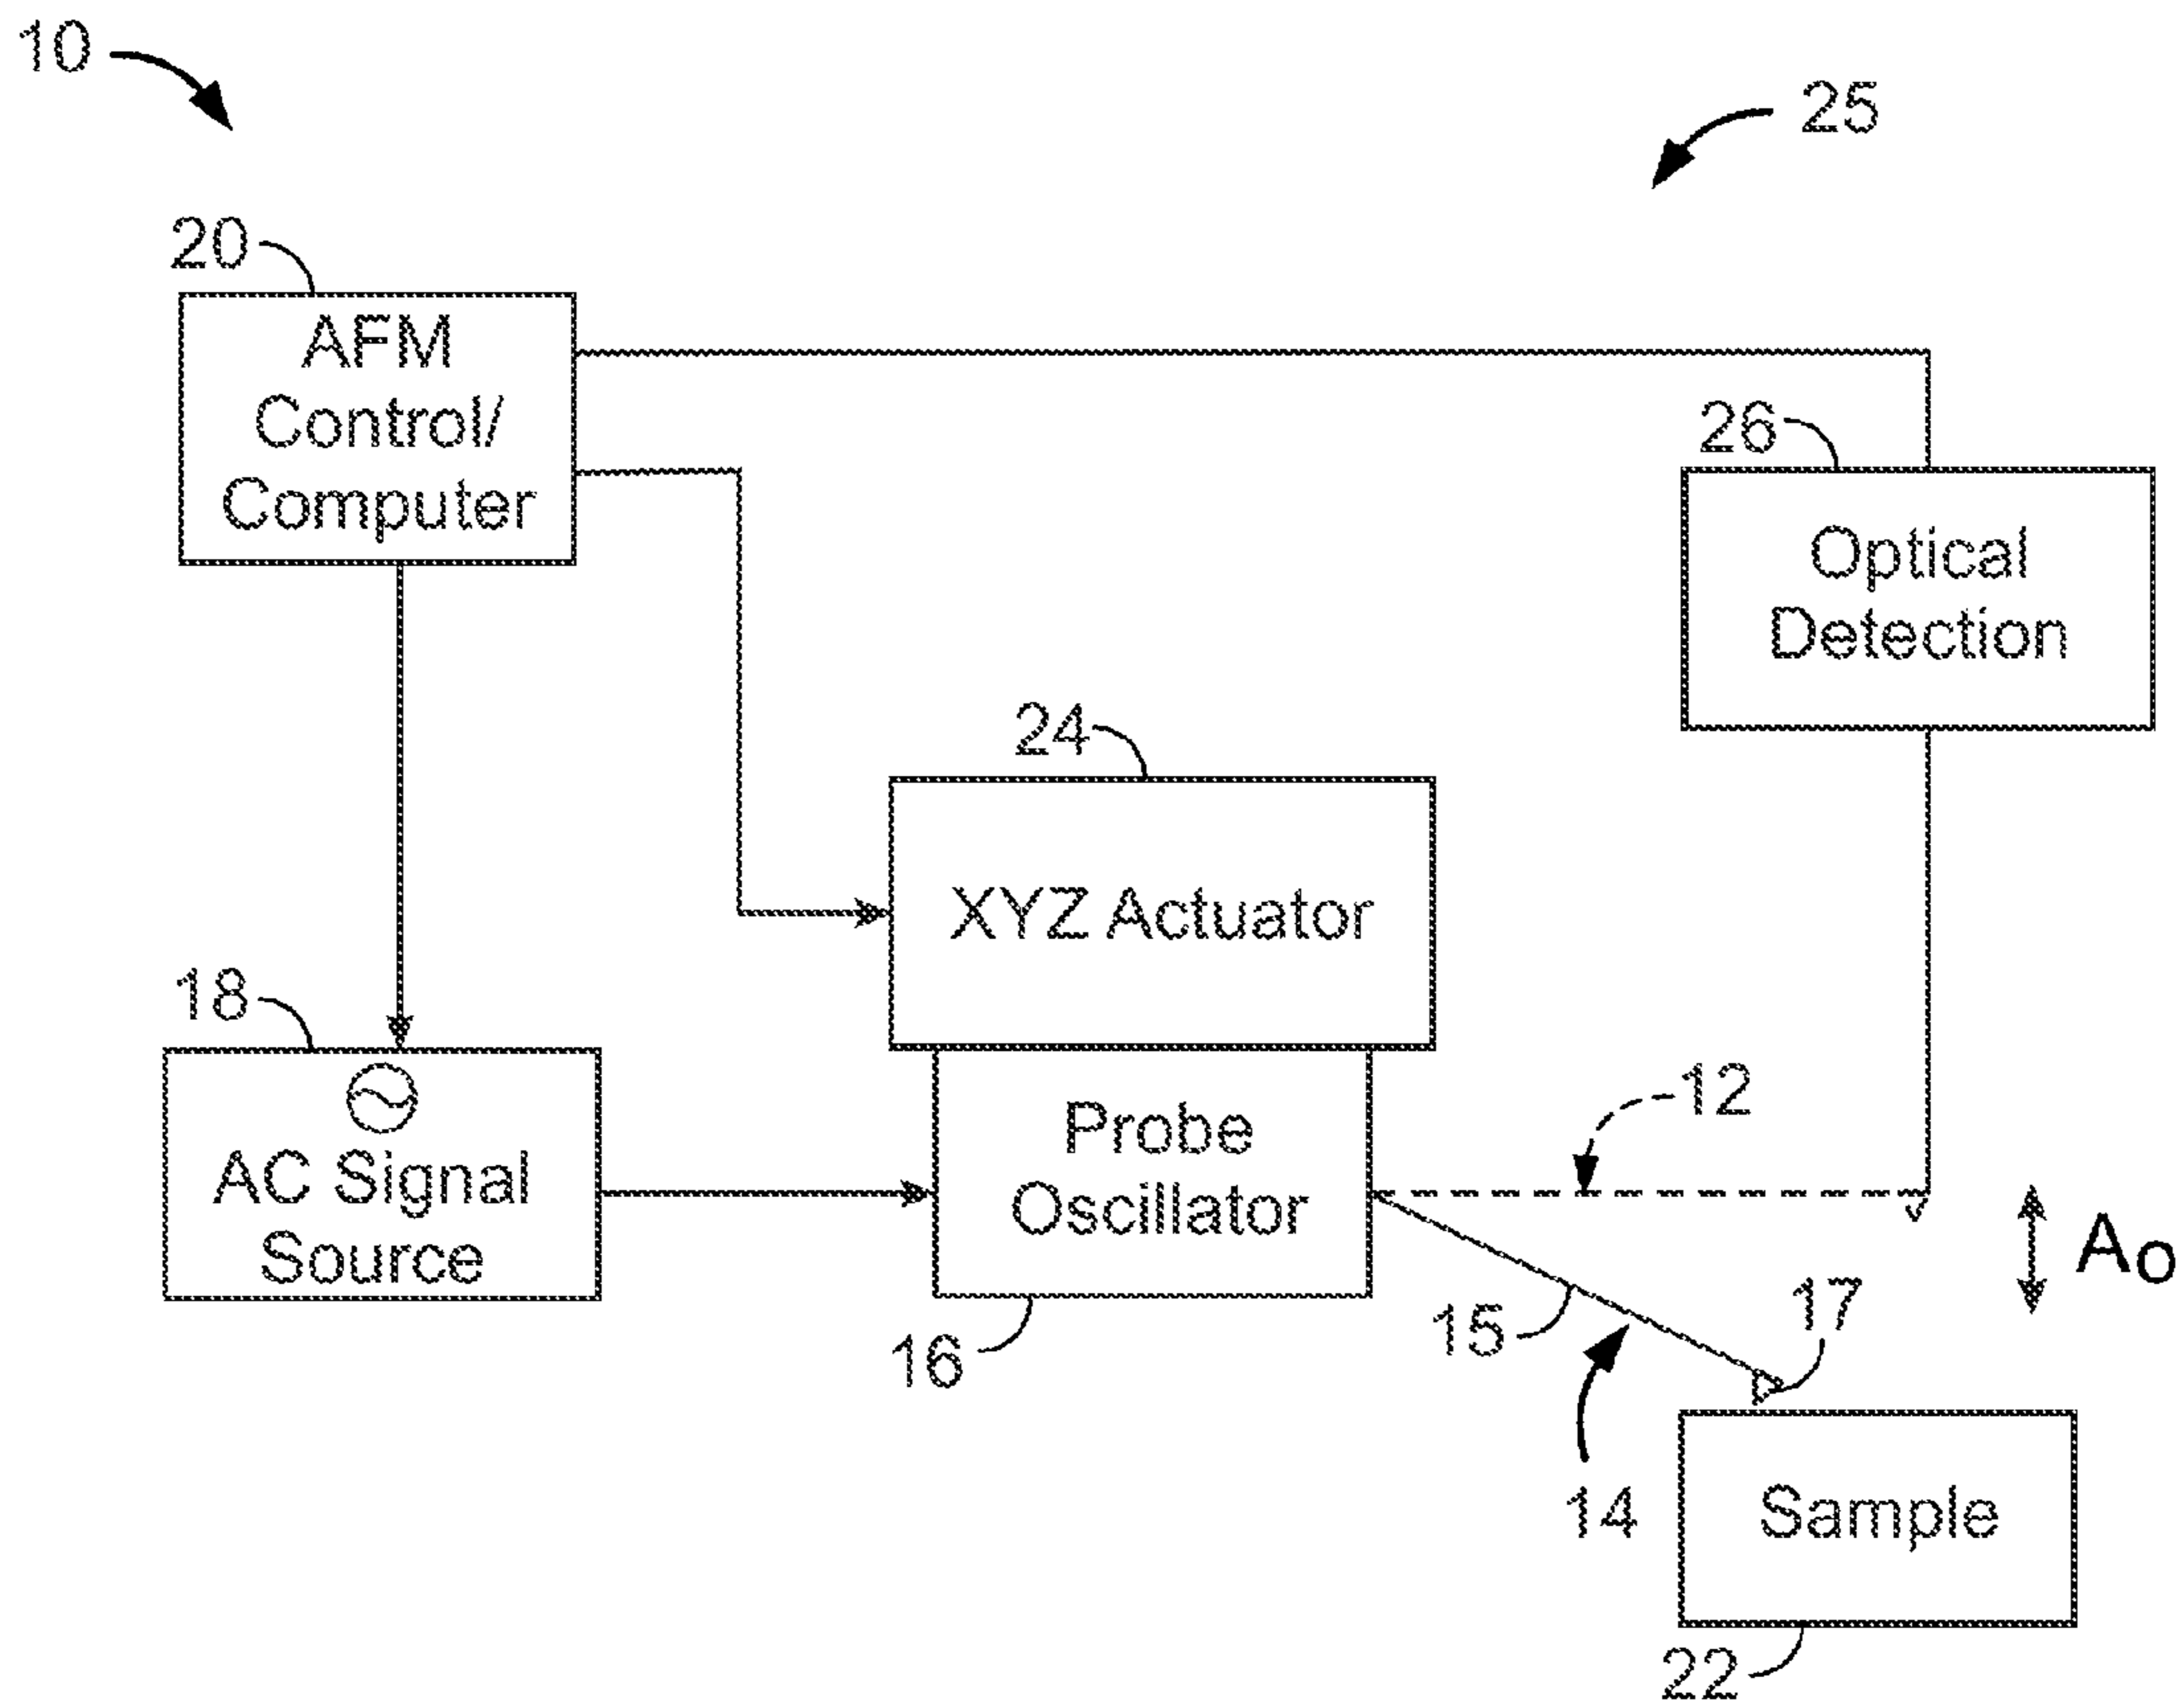 10
25
20
AFM
Control/
Computer
26
Optical
Detection
24
XYZ Actuator
18
AC Signal
Source
Probe
Oscillator
12
Ao
16
15
17
14
Sample
22